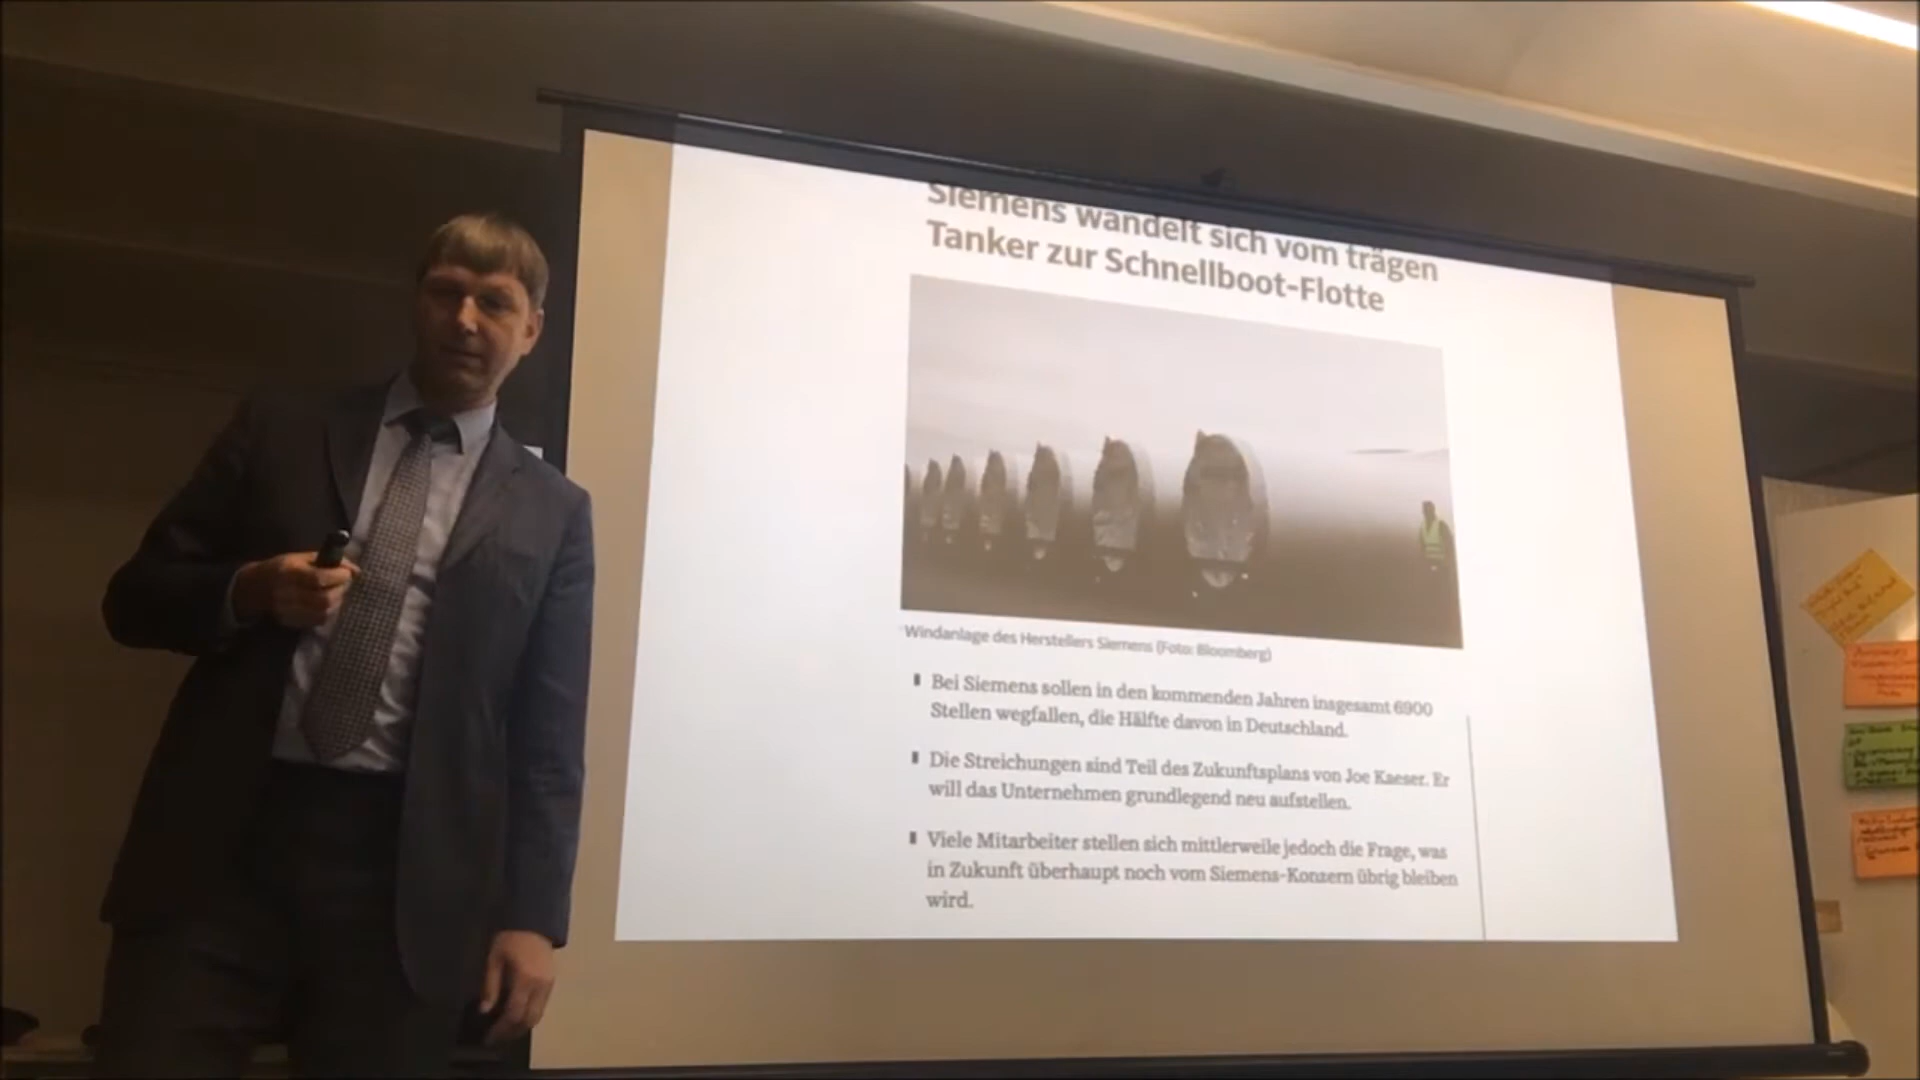 Siemens wandelt sich vom trägen
Tanker zur Schnellboot-Flotte
Windanlage des Herstellers Siemens (Foto: Bloomberg)
Bei Siemens sollen in den kommenden Jahren insgesamt 6900
Stellen wegfallen, die Hälfte davon in Deutschland.
Die Streichungen sind Teil des Zukunftsplans von Joe Kaeser. Er
will das Unternehmen grundlegend neu aufstellen.
Viele Mitarbeiter stellen sich mittlerweile jedoch die Frage, was
in Zukunft überhaupt noch vom Siemens-Konzern übrig bleiben
wird.